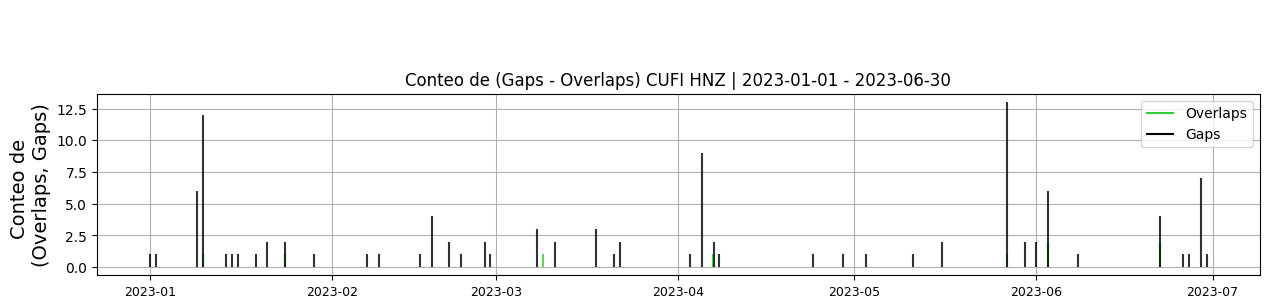 Conteo de (Gaps - Overlaps) CUFI HNZ | 2023-01-01 - 2023-06-30
Conteo de
(Overlaps, Gaps)
12.5
10.0
7.5
5.0
2.5
0.0
Overlaps
Gaps
2023-01
2023-02
2023-03
2023-04
2023-05
2023-06
2023-07